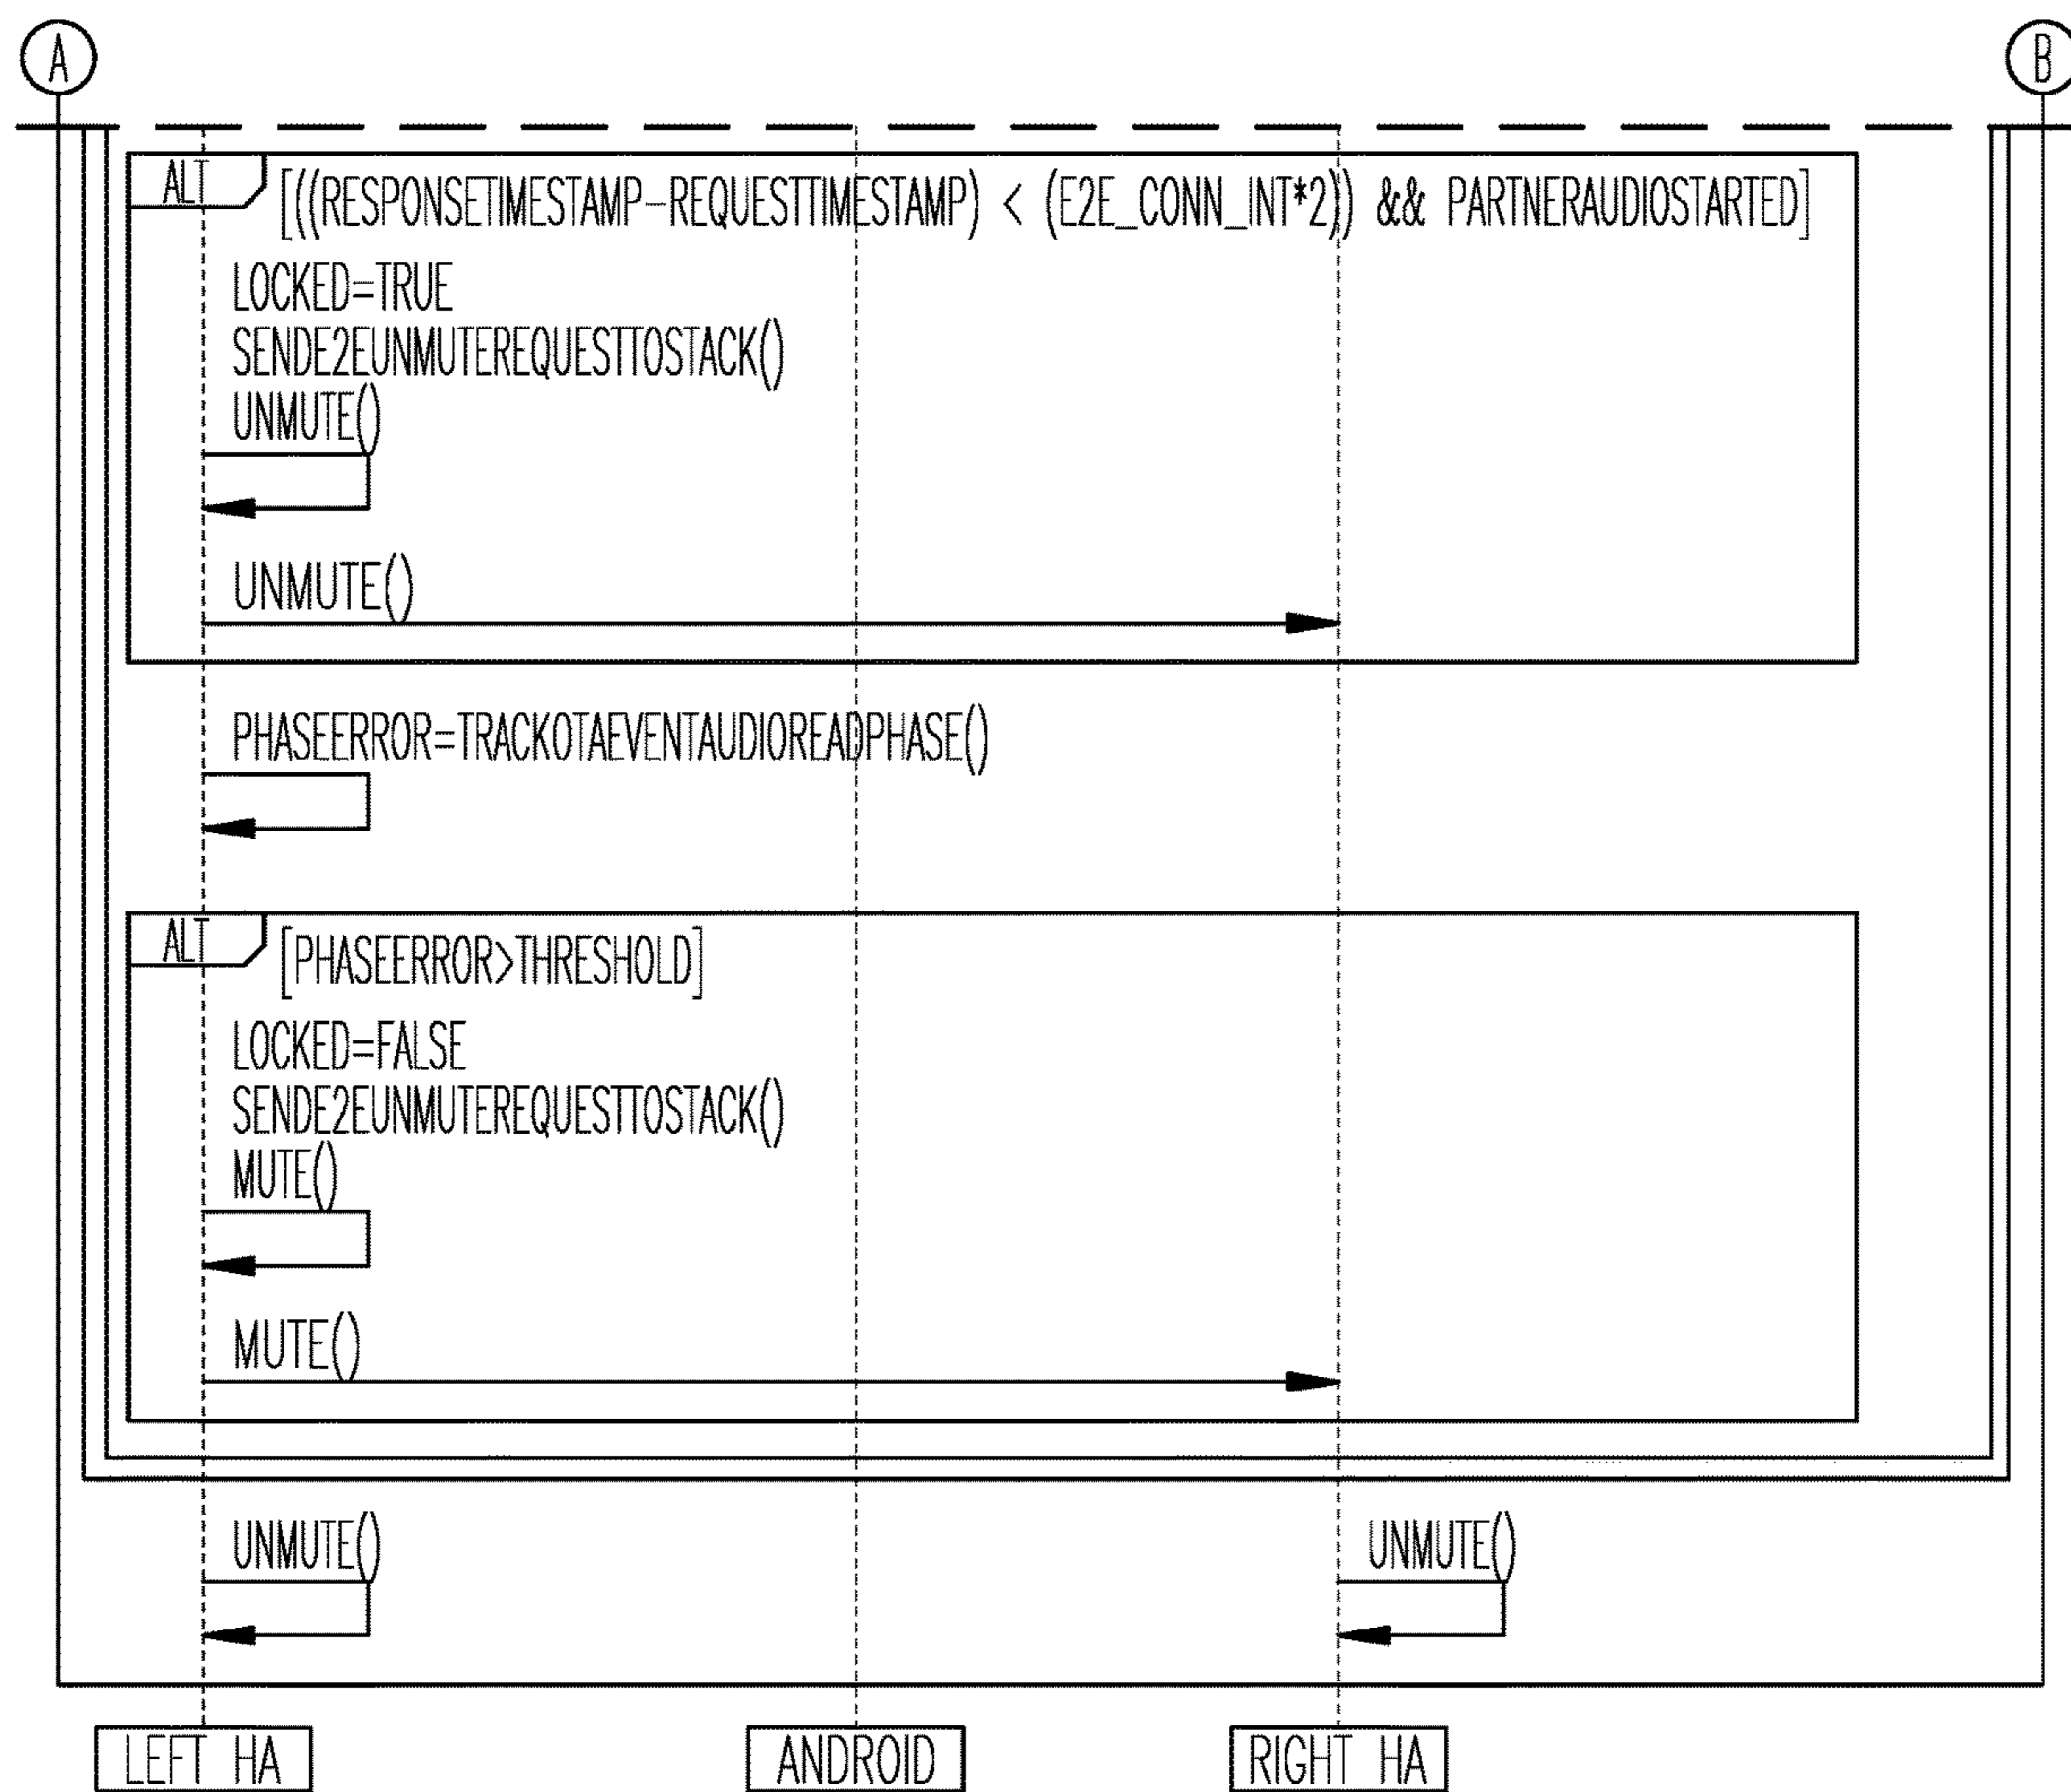 A
B
ALT
[((RESPONSETIMESTAMP-REQUESTTIMESTAMP) < (E2E_CONN_INT*2)) && PARTNERAUDIOSTARTED]
LOCKED=TRUE
SENDE2EUNMUTEREQUESTTOSTACK()
UNMUTE()
UNMUTE()
PHASEERROR=TRACKOTAEVENTAUDIOREADPHASE()
ALT
[PHASEERROR>THRESHOLD]
LOCKED=FALSE
SENDE2EUNMUTEREQUESTTOSTACK()
MUTE()
MUTE()
UNMUTE()
UNMUTE()
LEFT HA
ANDROID
RIGHT HA